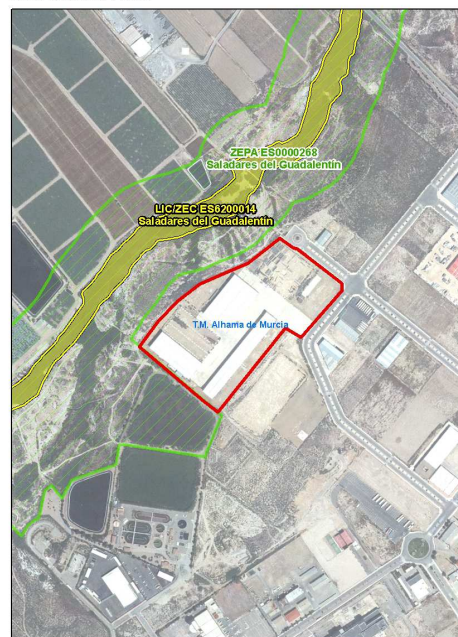 ZEPA ES0000268
Saladares del Guadalentín
LIC/ZEC ES6200014
Saladares del Guadalentín
T.M. Alhama de Murcia